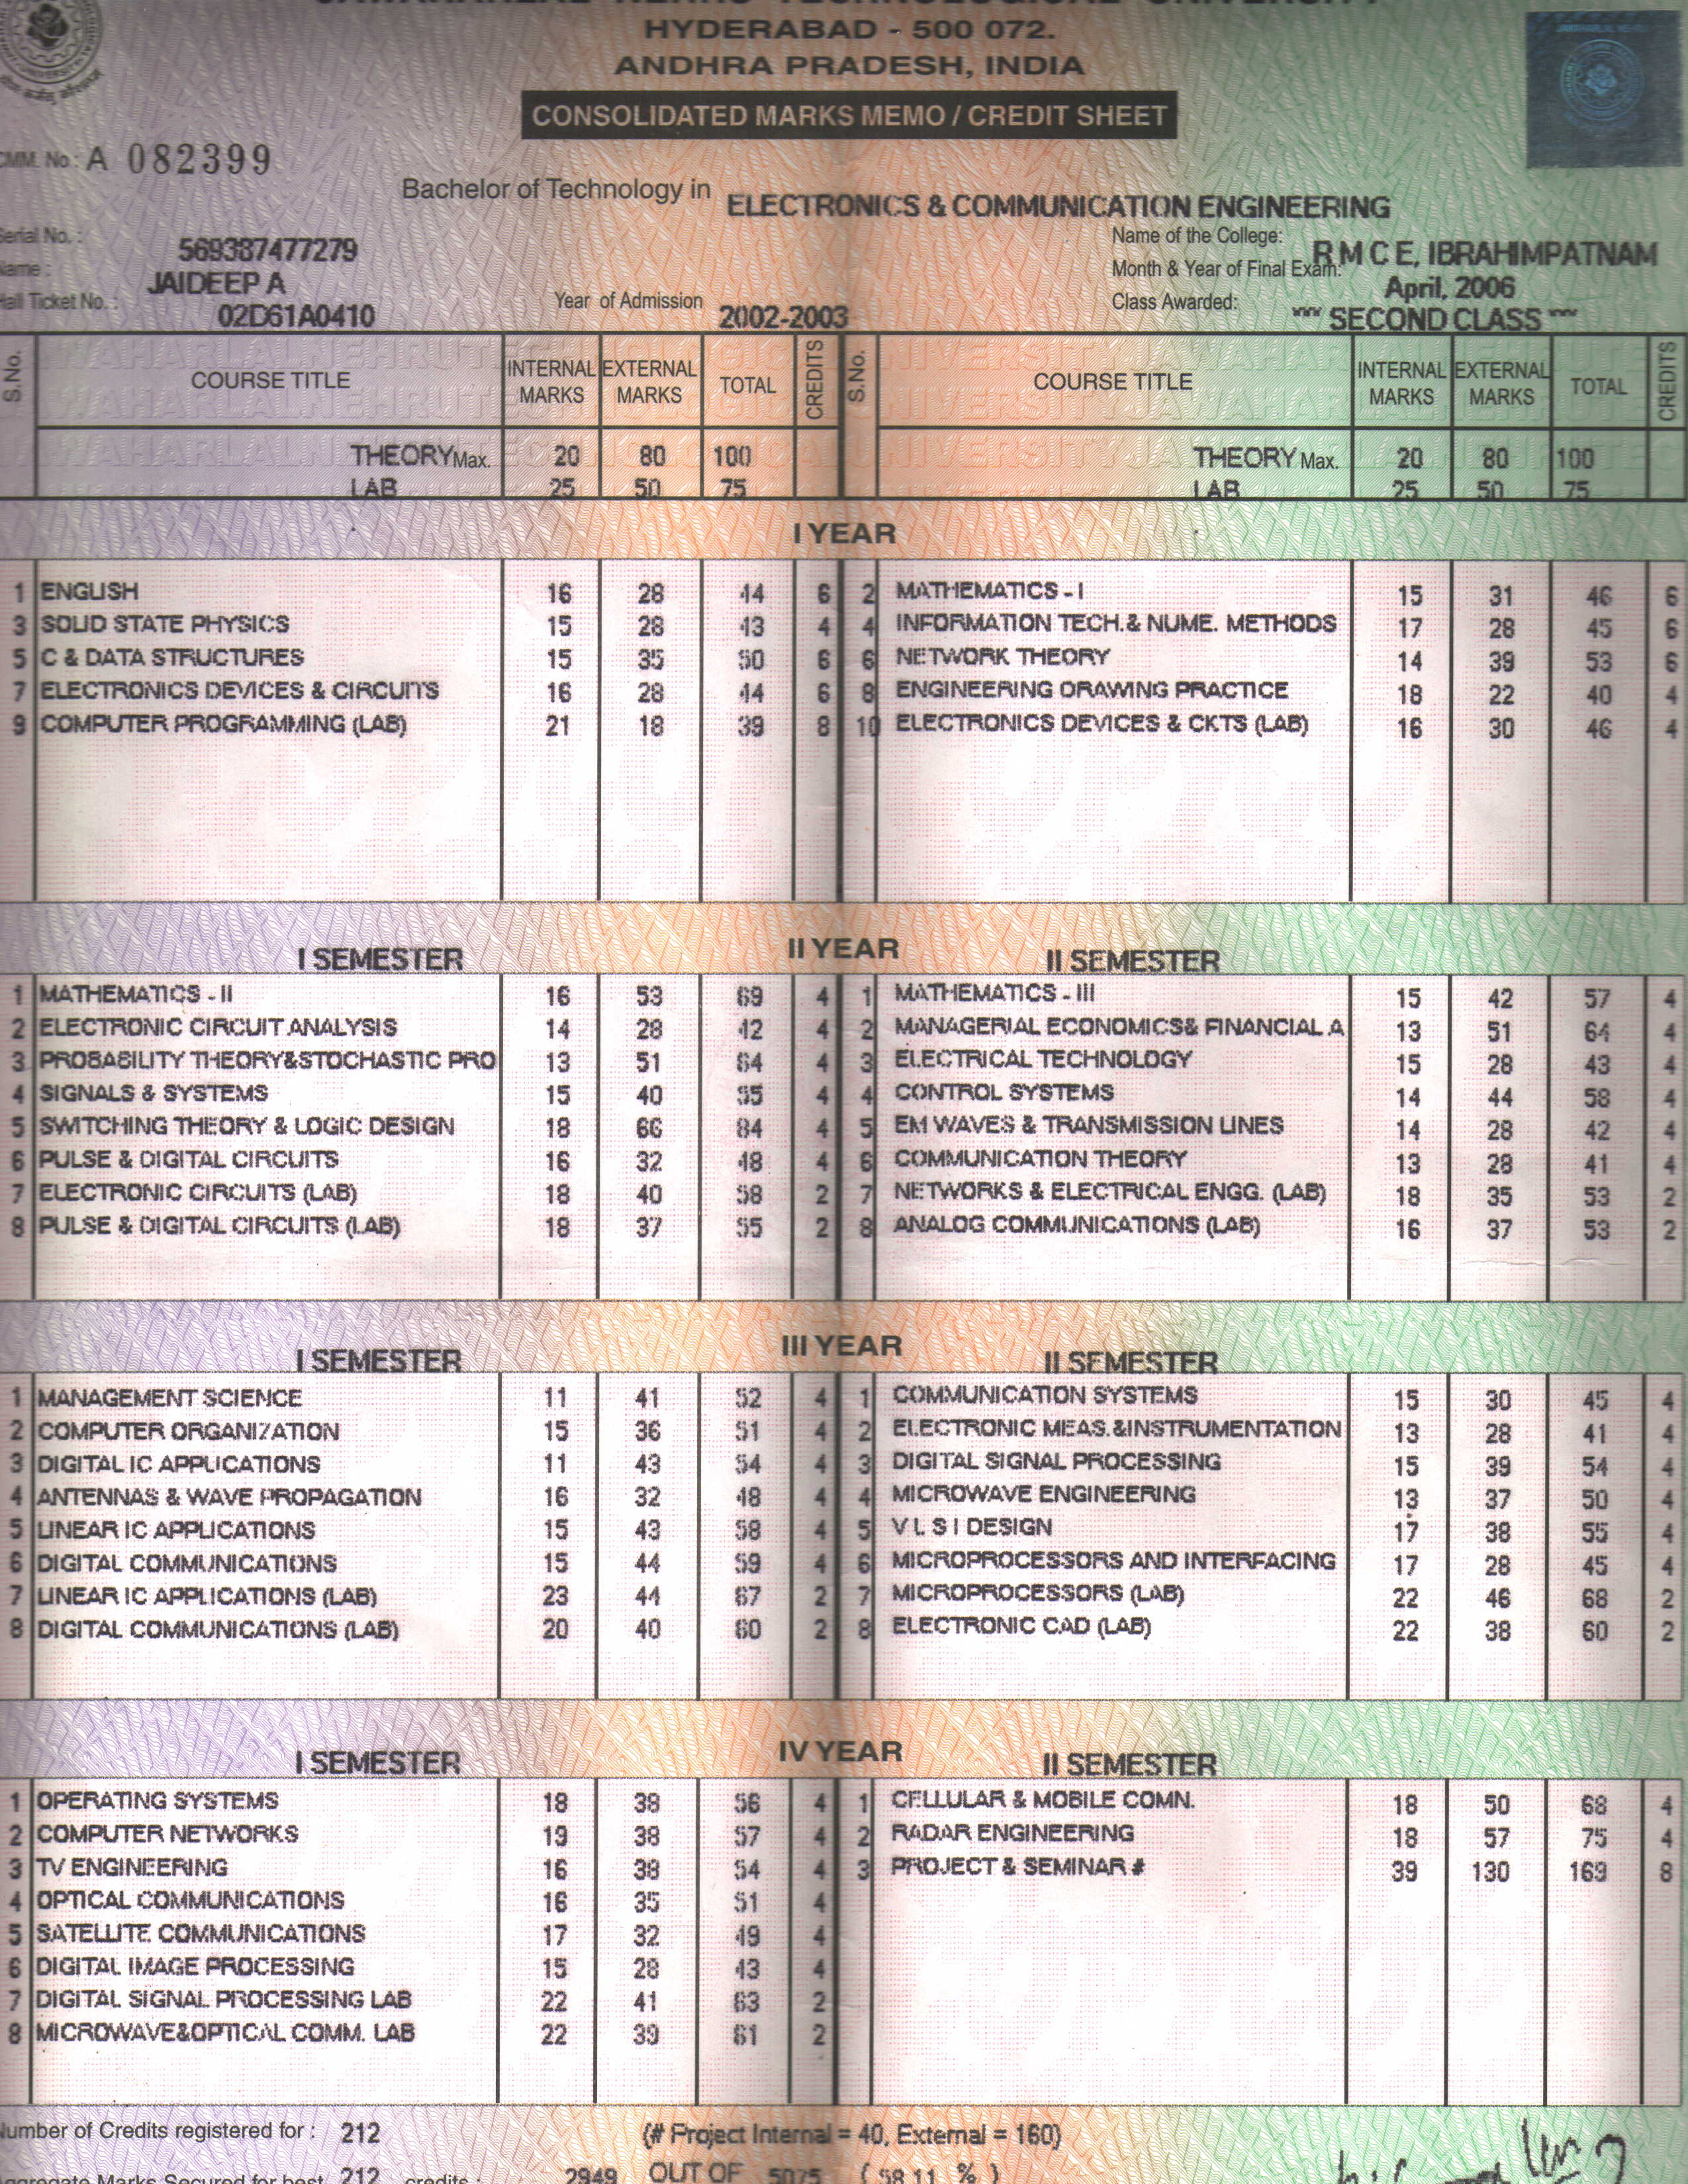 HYDERABAD - 500 072.
ANDHRA PRADESH, INDIA
CONSOLIDATED MARKS MEMO / CREDIT SHEET
CMM. No : A 082399
Bachelor of Technology in ELECTRONICS & COMMUNICATION ENGINEERING
Serial No. : 569387477279 Name of the College: R M C E, IBRAHIMPATNAM
Name : JAIDEEP A Month & Year of Final Exam: April, 2006
Hall Ticket No. : 02D61A0410 Year of Admission 2002-2003 Class Awarded: *** SECOND CLASS ***
S.No. COURSE TITLE INTERNAL MARKS EXTERNAL MARKS TOTAL CREDITS S.No. COURSE TITLE INTERNAL MARKS EXTERNAL MARKS TOTAL CREDITS
THEORY Max. 20 80 100 THEORY Max. 20 80 100
LAB 25 50 75 LAB 25 50 75
I YEAR
1 ENGLISH 16 28 44 6 2 MATHEMATICS - I 15 31 46 6
3 SOLID STATE PHYSICS 15 28 43 4 4 INFORMATION TECH.& NUME. METHODS 17 28 45 6
5 C & DATA STRUCTURES 15 35 50 6 6 NETWORK THEORY 14 39 53 6
7 ELECTRONICS DEVICES & CIRCUITS 16 28 44 6 8 ENGINEERING DRAWING PRACTICE 18 22 40 4
9 COMPUTER PROGRAMMING (LAB) 21 18 39 8 10 ELECTRONICS DEVICES & CKTS (LAB) 16 30 46 4
II YEAR
I SEMESTER II SEMESTER
1 MATHEMATICS - II 16 53 69 4 1 MATHEMATICS - III 15 42 57 4
2 ELECTRONIC CIRCUIT ANALYSIS 14 28 42 4 2 MANAGERIAL ECONOMICS& FINANCIAL A 13 51 64 4
3 PROBABILITY THEORY&STOCHASTIC PRO 13 51 64 4 3 ELECTRICAL TECHNOLOGY 15 28 43 4
4 SIGNALS & SYSTEMS 15 40 55 4 4 CONTROL SYSTEMS 14 44 58 4
5 SWITCHING THEORY & LOGIC DESIGN 18 66 84 4 5 EM WAVES & TRANSMISSION LINES 14 28 42 4
6 PULSE & DIGITAL CIRCUITS 16 32 48 4 6 COMMUNICATION THEORY 13 28 41 4
7 ELECTRONIC CIRCUITS (LAB) 18 40 58 2 7 NETWORKS & ELECTRICAL ENGG. (LAB) 18 35 53 2
8 PULSE & DIGITAL CIRCUITS (LAB) 18 37 55 2 8 ANALOG COMMUNICATIONS (LAB) 16 37 53 2
III YEAR
I SEMESTER II SEMESTER
1 MANAGEMENT SCIENCE 11 41 52 4 1 COMMUNICATION SYSTEMS 15 30 45 4
2 COMPUTER ORGANIZATION 15 36 51 4 2 ELECTRONIC MEAS.&INSTRUMENTATION 13 28 41 4
3 DIGITAL IC APPLICATIONS 11 43 54 4 3 DIGITAL SIGNAL PROCESSING 15 39 54 4
4 ANTENNAS & WAVE PROPAGATION 16 32 48 4 4 MICROWAVE ENGINEERING 13 37 50 4
5 LINEAR IC APPLICATIONS 15 43 58 4 5 V L S I DESIGN 17 38 55 4
6 DIGITAL COMMUNICATIONS 15 44 59 4 6 MICROPROCESSORS AND INTERFACING 17 28 45 4
7 LINEAR IC APPLICATIONS (LAB) 23 44 67 2 7 MICROPROCESSORS (LAB) 22 46 68 2
8 DIGITAL COMMUNICATIONS (LAB) 20 40 60 2 8 ELECTRONIC CAD (LAB) 22 38 60 2
IV YEAR
I SEMESTER II SEMESTER
1 OPERATING SYSTEMS 18 38 56 4 1 CELLULAR & MOBILE COMN. 18 50 68 4
2 COMPUTER NETWORKS 19 38 57 4 2 RADAR ENGINEERING 18 57 75 4
3 TV ENGINEERING 16 38 54 4 3 PROJECT & SEMINAR # 39 130 169 8
4 OPTICAL COMMUNICATIONS 16 35 51 4
5 SATELLITE COMMUNICATIONS 17 32 49 4
6 DIGITAL IMAGE PROCESSING 15 28 43 4
7 DIGITAL SIGNAL PROCESSING LAB 22 41 63 2
8 MICROWAVE&OPTICAL COMM. LAB 22 39 61 2
Number of Credits registered for : 212 (# Project Internal = 40, External = 160)
Aggregate Marks Secured for best 212 credits : 2949 OUT OF 5075 ( 58.11 % )